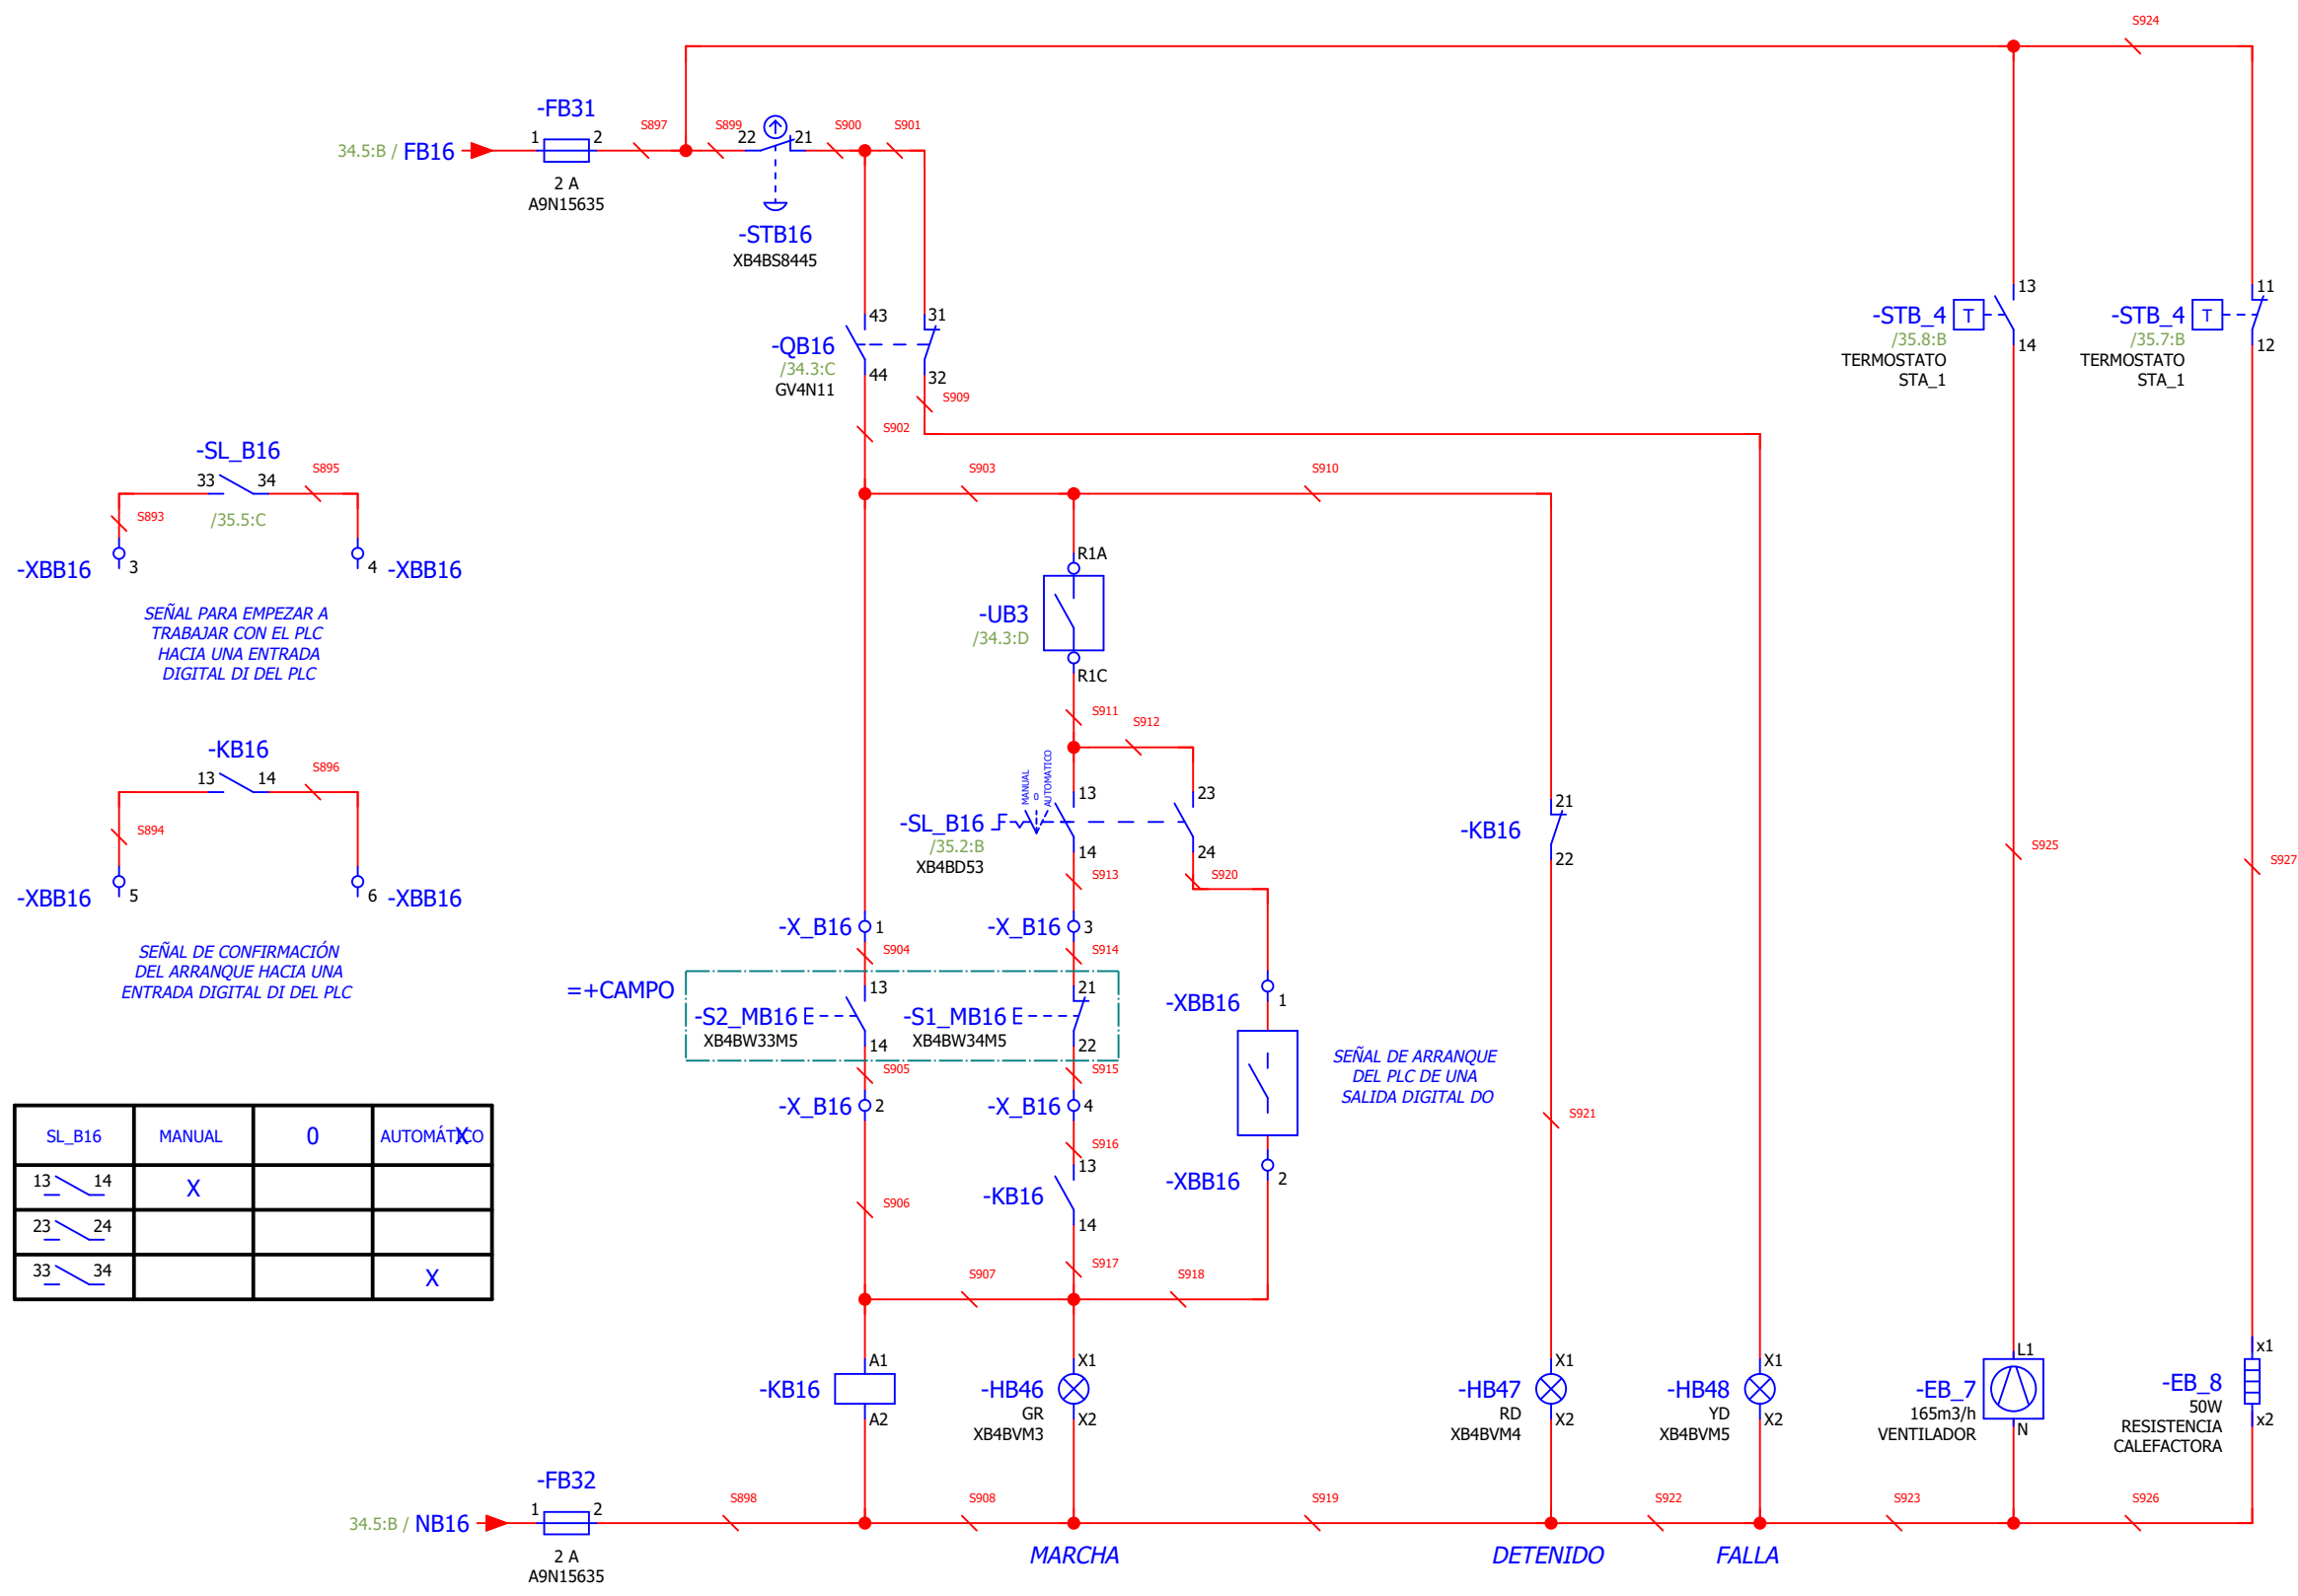 S924
-FB31
34.5:B / FB16
1
2
2 A
A9N15635
S897
S899
22
21
-STB16
XB4BS8445
S900
S901
43
31
-QB16
/34.3:C
GV4N11
44
32
S909
S902
13
-STB_4
T
/35.8:B
TERMOSTATO
STA_1
14
11
-STB_4
T
/35.7:B
TERMOSTATO
STA_1
12
-SL_B16
33
34
S895
S893
/35.5:C
-XBB16
3
4
-XBB16
SEÑAL PARA EMPEZAR A
TRABAJAR CON EL PLC
HACIA UNA ENTRADA
DIGITAL DI DEL PLC
S903
S910
R1A
-UB3
/34.3:D
R1C
S911
S912
-KB16
13
14
S896
S894
-XBB16
5
6
-XBB16
SEÑAL DE CONFIRMACIÓN
DEL ARRANQUE HACIA UNA
ENTRADA DIGITAL DI DEL PLC
MANUAL
0
AUTOMATICO
13
23
-SL_B16
/35.2:B
XB4BD53
14
24
S913
S920
21
-KB16
22
S925
S927
-X_B16
1
-X_B16
3
S904
S914
=+CAMPO
13
-S2_MB16
XB4BW33M5
14
21
-S1_MB16
XB4BW34M5
22
S905
S915
-X_B16
2
-X_B16
4
-XBB16
1
SEÑAL DE ARRANQUE
DEL PLC DE UNA
SALIDA DIGITAL DO
-XBB16
2
S921
S916
13
-KB16
14
S906
S907
S917
S918
SL_B16
MANUAL
0
AUTOMÁTICO
X
13
14
X
23
24
33
34
X
A1
-KB16
A2
X1
-HB46
GR
XB4BVM3
X2
X1
-HB47
RD
XB4BVM4
X2
X1
-HB48
YD
XB4BVM5
X2
L1
-EB_7
165m3/h
VENTILADOR
N
x1
-EB_8
50W
RESISTENCIA
CALEFACTORA
x2
-FB32
34.5:B / NB16
1
2
2 A
A9N15635
S898
S908
S919
S922
S923
S926
MARCHA
DETENIDO
FALLA